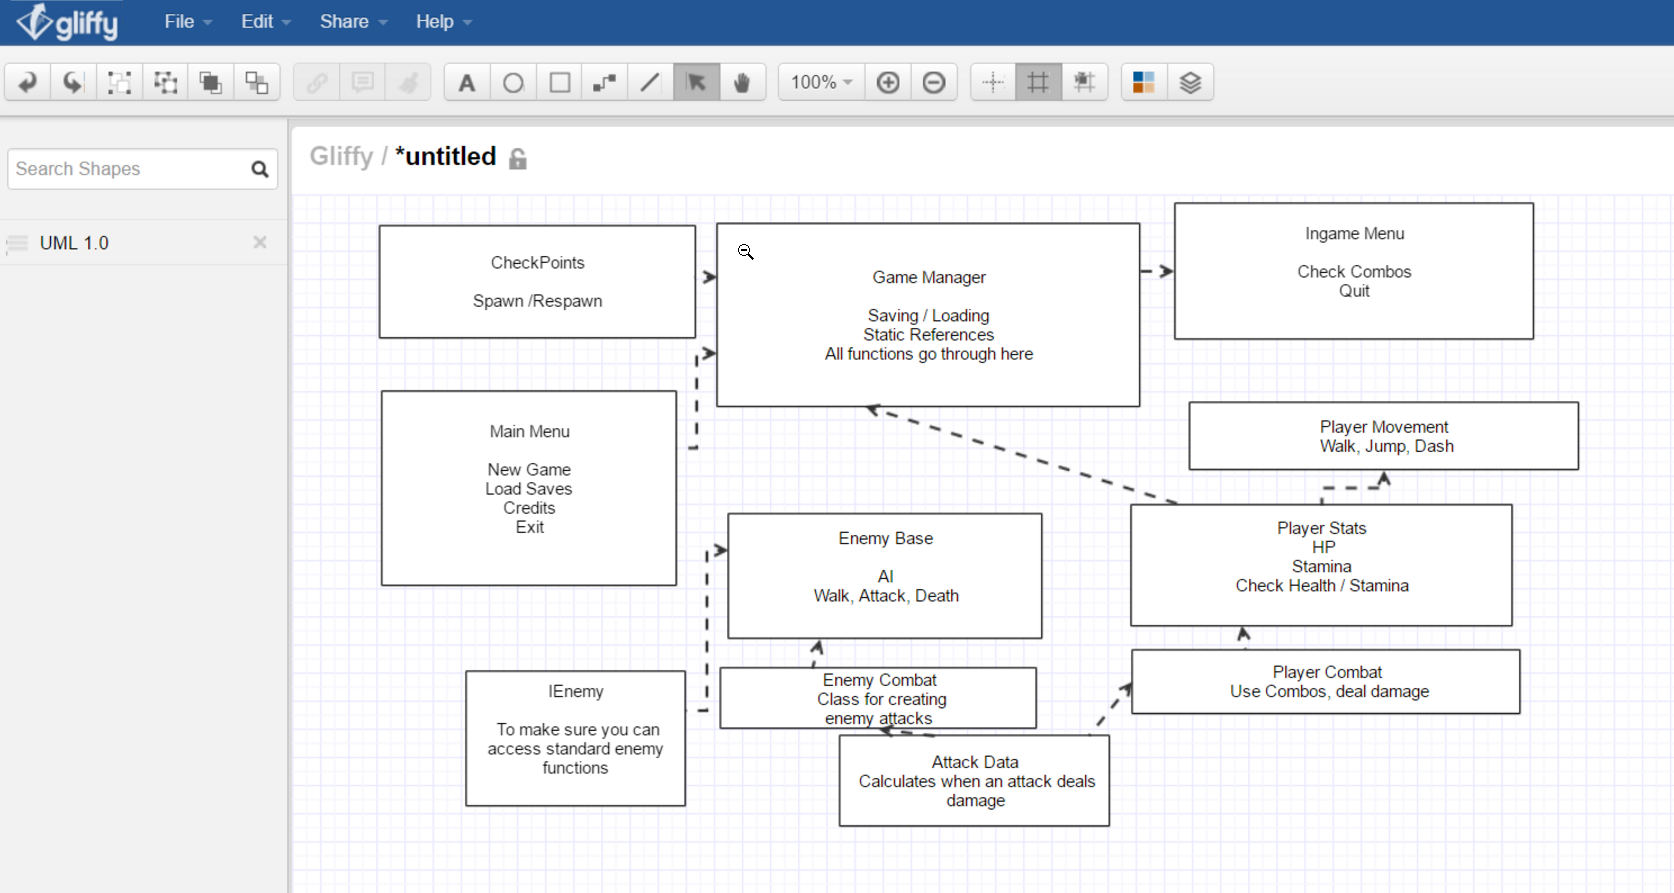 gliffy
File
Edit
Share
Help
A
100%
Search Shapes
UML 1.0
Gliffy / *untitled
CheckPoints
Spawn /Respawn
Game Manager
Saving / Loading
Static References
All functions go through here
Ingame Menu
Check Combos
Quit
Main Menu
New Game
Load Saves
Credits
Exit
Player Movement
Walk, Jump, Dash
Enemy Base
AI
Walk, Attack, Death
Player Stats
HP
Stamina
Check Health / Stamina
IEnemy
To make sure you can
access standard enemy
functions
Enemy Combat
Class for creating
enemy attacks
Player Combat
Use Combos, deal damage
Attack Data
Calculates when an attack deals
damage